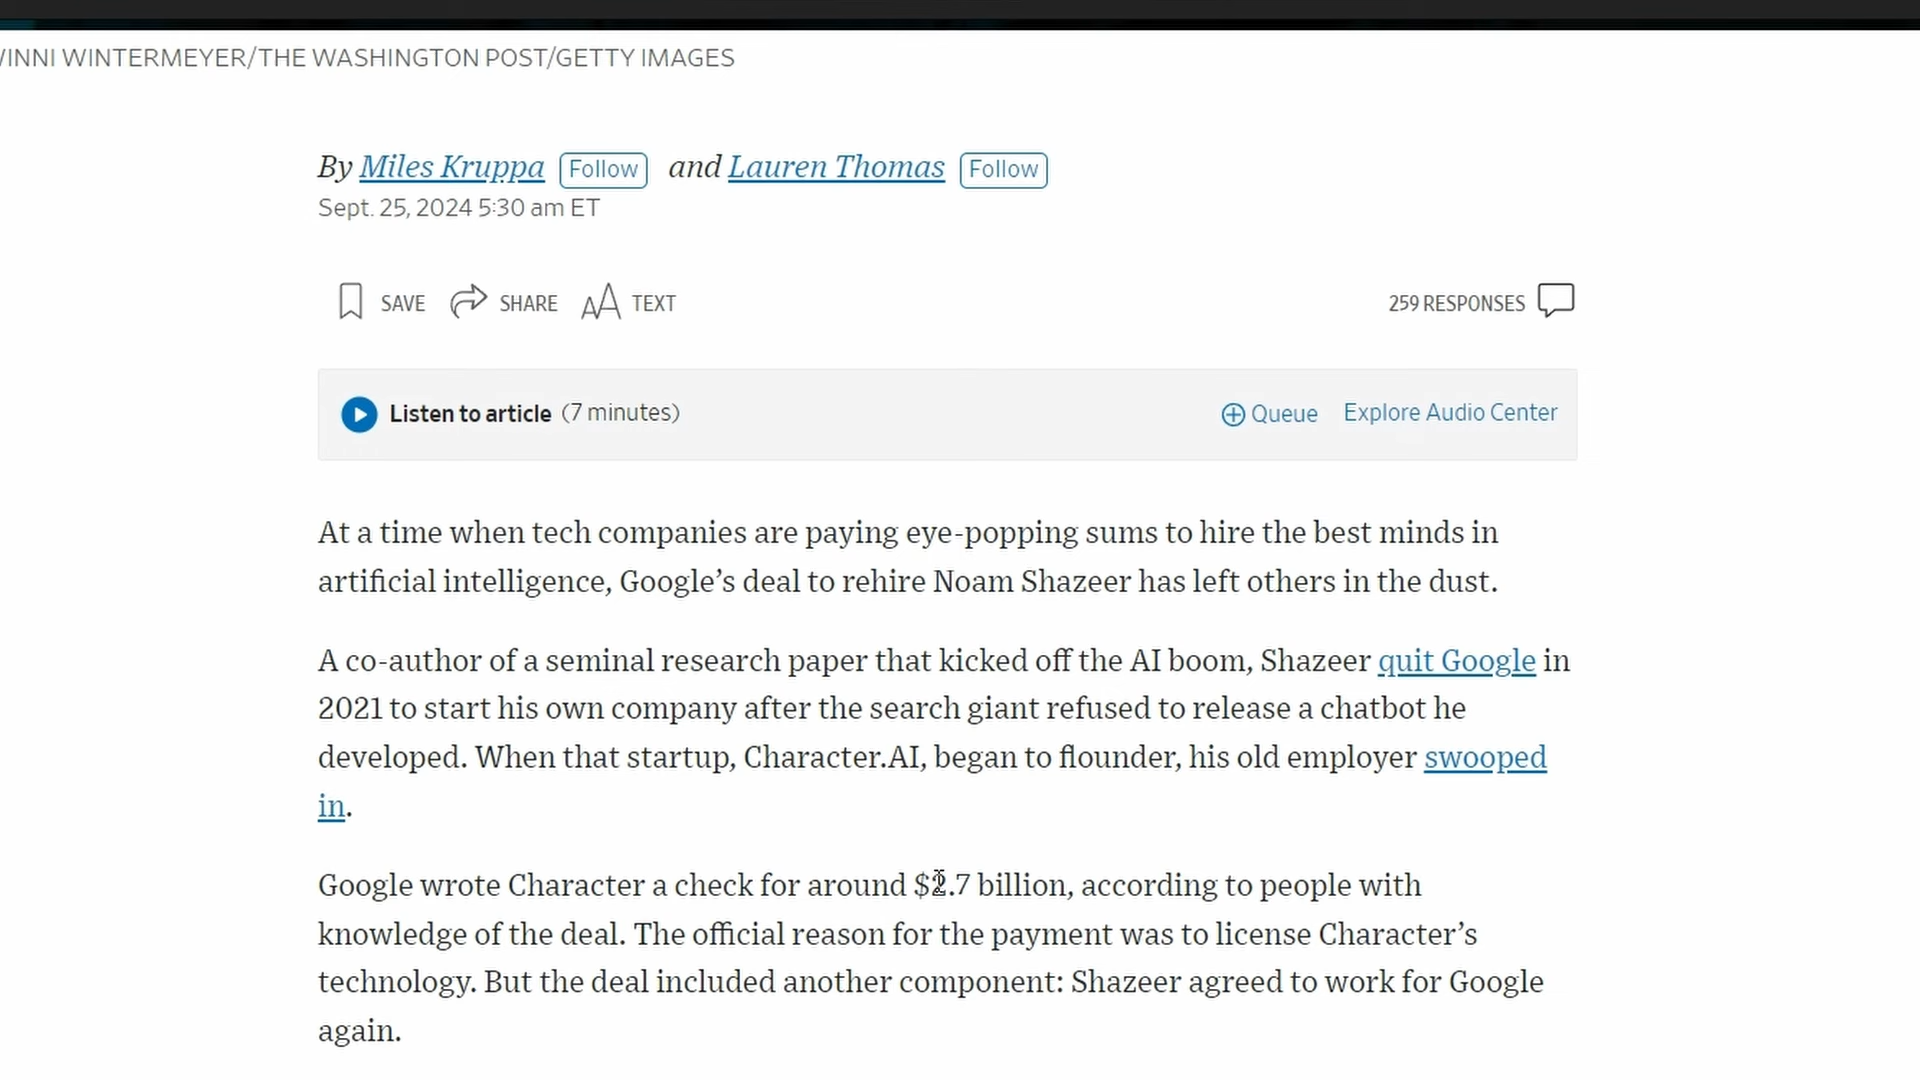 /INNI WINTERMEYER/THE WASHINGTON POST/GETTY IMAGES
By Miles Kruppa Follow and Lauren Thomas Follow
Sept. 25, 2024 5:30 am ET
SAVE SHARE AA TEXT 259 RESPONSES
Listen to article (7 minutes) Queue Explore Audio Center
At a time when tech companies are paying eye-popping sums to hire the best minds in
artificial intelligence, Google’s deal to rehire Noam Shazeer has left others in the dust.
A co-author of a seminal research paper that kicked off the AI boom, Shazeer quit Google in
2021 to start his own company after the search giant refused to release a chatbot he
developed. When that startup, Character.AI, began to flounder, his old employer swooped
in.
Google wrote Character a check for around $2.7 billion, according to people with
knowledge of the deal. The official reason for the payment was to license Character’s
technology. But the deal included another component: Shazeer agreed to work for Google
again.